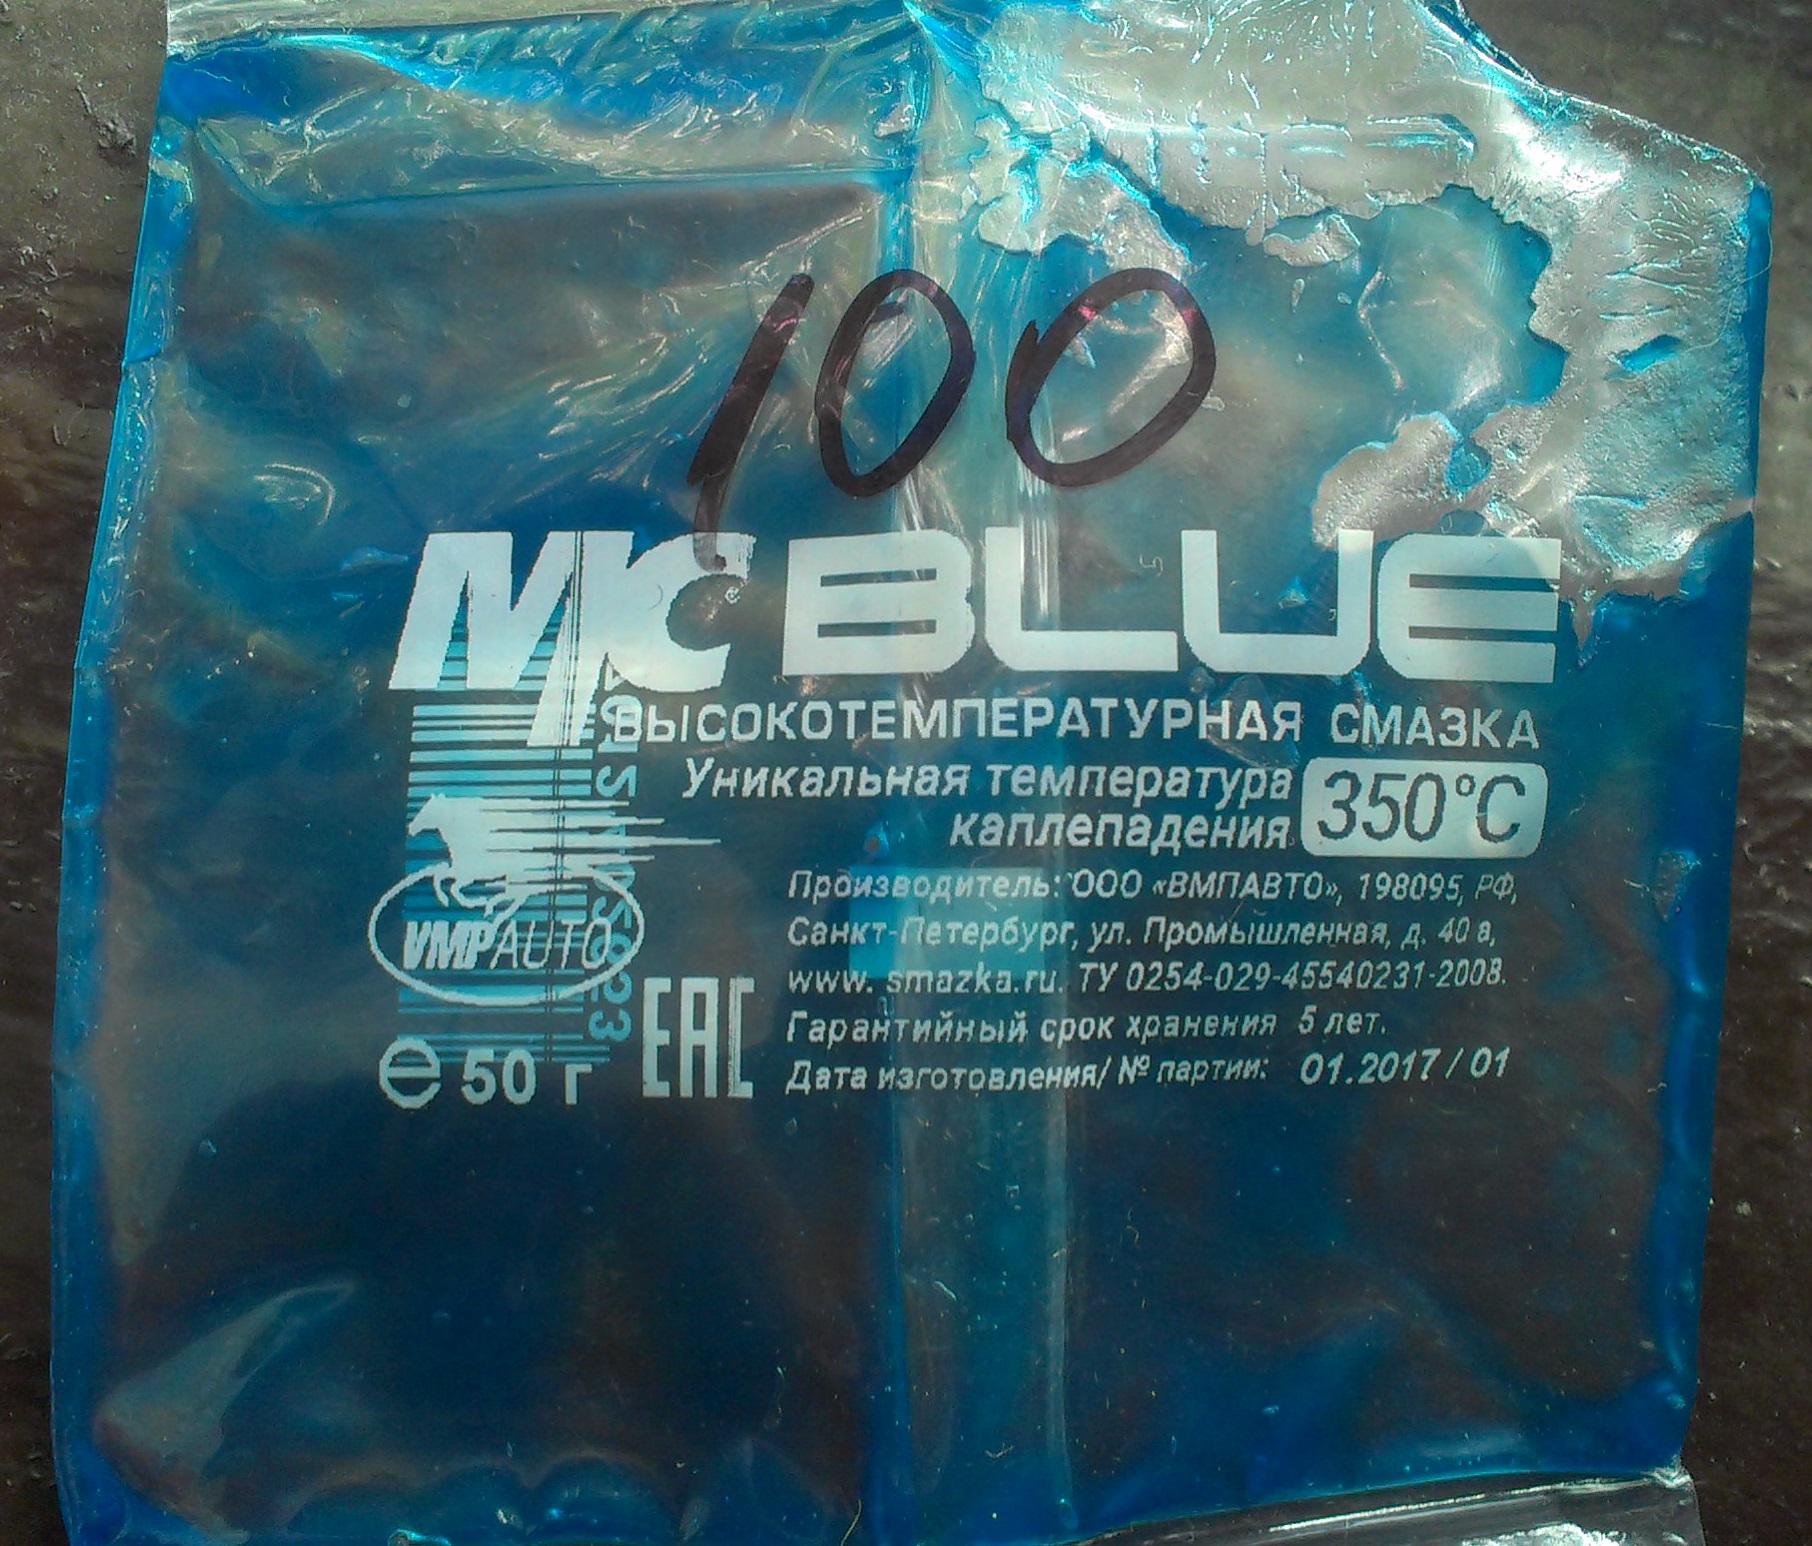 100
МС BLUE
ВЫСОКОТЕМПЕРАТУРНАЯ СМАЗКА
Уникальная температура
каплепадения 350°С
VMPAUTO
е 50 г
EAC
Производитель: ООО «ВМПАВТО», 198095, РФ,
Санкт-Петербург, ул. Промышленная, д. 40 а,
www. smazka.ru. ТУ 0254-029-45540231-2008.
Гарантийный срок хранения 5 лет.
Дата изготовления/ № партии: 01.2017 / 01